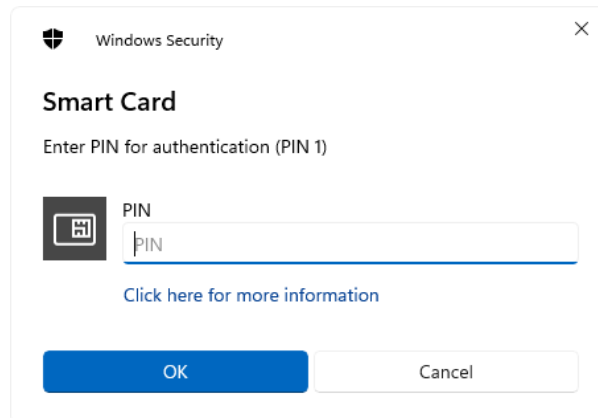 Windows Security
Smart Card
Enter PIN for authentication (PIN 1)
PIN
PIN
Click here for more information
OK
Cancel